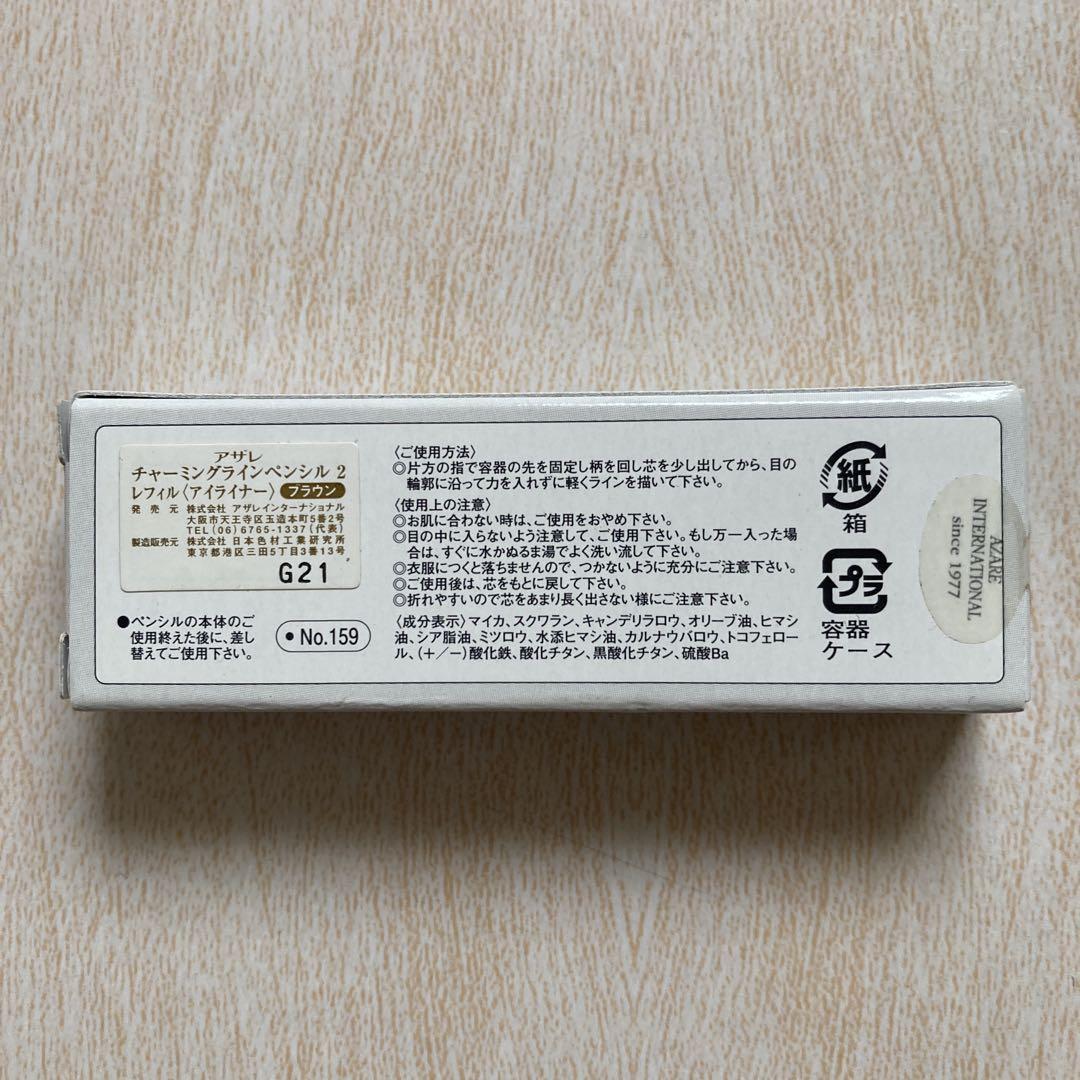 アザレ
チャーミングラインペンシル 2
レフィル〈アイライナー〉 ブラウン
発売元 株式会社 アザレインターナショナル
大阪市天王寺区玉造本町5番2号
TEL(06)6765-1337(代表)
製造販売元 株式会社 日本色材工業研究所
東京都港区三田5丁目3番13号
G21
●ペンシルの本体のご
使用終えた後に、差し
替えてご使用下さい。
•No.159
〈ご使用方法〉
◎片方の指で容器の先を固定し柄を回し芯を少し出してから、目の
輪郭に沿って力を入れずに軽くラインを描いて下さい。
〈使用上の注意〉
◎お肌に合わない時は、ご使用をおやめ下さい。
◎目の中に入らないよう注意して、ご使用下さい。もし万一入った場
合は、すぐに水かぬるま湯でよく洗い流して下さい。
◎衣服につくと落ちませんので、つかないように充分にご注意下さい。
◎ご使用後は、芯をもとに戻して下さい。
◎折れやすいので芯をあまり長く出さない様にご注意下さい。
〈成分表示〉マイカ、スクワラン、キャンデリラロウ、オリーブ油、ヒマシ
油、シア脂油、ミツロウ、水添ヒマシ油、カルナウバロウ、トコフェロー
ル、(+/−)酸化鉄、酸化チタン、黒酸化チタン、硫酸Ba
紙
箱
プラ
容器
ケース
AZARE
INTERNATIONAL
since 1977